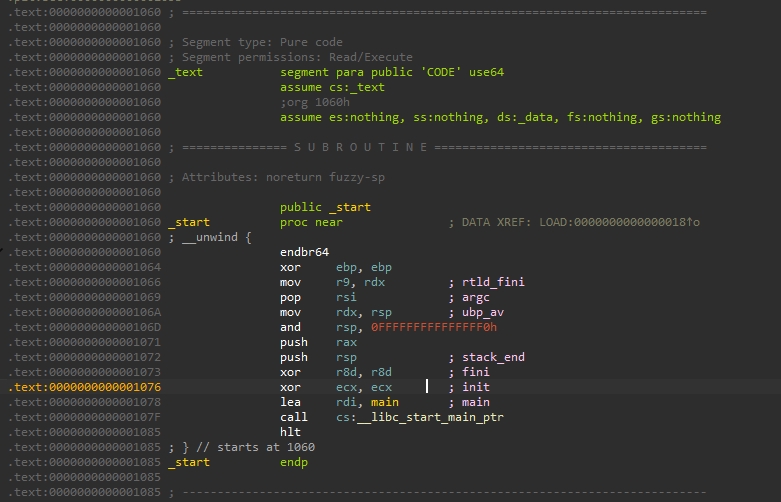 .text:0000000000001060 ; ===========================================================================
.text:0000000000001060
.text:0000000000001060 ; Segment type: Pure code
.text:0000000000001060 ; Segment permissions: Read/Execute
.text:0000000000001060 _text segment para public 'CODE' use64
.text:0000000000001060 assume cs:_text
.text:0000000000001060 ;org 1060h
.text:0000000000001060 assume es:nothing, ss:nothing, ds:_data, fs:nothing, gs:nothing
.text:0000000000001060
.text:0000000000001060 ; =============== S U B R O U T I N E =======================================
.text:0000000000001060
.text:0000000000001060 ; Attributes: noreturn fuzzy-sp
.text:0000000000001060
.text:0000000000001060 public _start
.text:0000000000001060 _start proc near ; DATA XREF: LOAD:0000000000000018↑o
.text:0000000000001060 ; __unwind {
.text:0000000000001060 endbr64
.text:0000000000001064 xor ebp, ebp
.text:0000000000001066 mov r9, rdx ; rtld_fini
.text:0000000000001069 pop rsi ; argc
.text:000000000000106A mov rdx, rsp ; ubp_av
.text:000000000000106D and rsp, 0FFFFFFFFFFFFFFF0h
.text:0000000000001071 push rax
.text:0000000000001072 push rsp ; stack_end
.text:0000000000001073 xor r8d, r8d ; fini
.text:0000000000001076 xor ecx, ecx ; init
.text:0000000000001078 lea rdi, main ; main
.text:000000000000107F call cs:__libc_start_main_ptr
.text:0000000000001085 hlt
.text:0000000000001085 ; } // starts at 1060
.text:0000000000001085 _start endp
.text:0000000000001085
.text:0000000000001085 ; ---------------------------------------------------------------------------